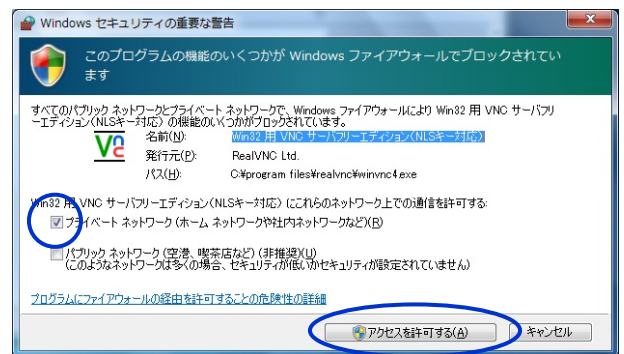 Windows セキュリティの重要な警告
このプログラムの機能のいくつかが Windows ファイアウォールでブロックされてい
ます
すべてのパブリック ネットワークとプライベート ネットワークで、Windows ファイアウォールにより Win32 用 VNC サーバフリ
ーエディション(NLSキー対応) の機能のいくつかがブロックされています。
VNC
名前(N): Win32 用 VNC サーバフリーエディション(NLSキー対応)
発行元(P): RealVNC Ltd.
パス(H): C:¥program files¥realvnc¥winvnc4.exe
Win32 用 VNC サーバフリーエディション(NLSキー対応) にこれらのネットワーク上での通信を許可する:
プライベート ネットワーク (ホーム ネットワークや社内ネットワークなど)(R)
パブリック ネットワーク (空港、喫茶店など) (非推奨)(U)
(このようなネットワークは多くの場合、セキュリティが低いかセキュリティが設定されていません)
プログラムにファイアウォールの経由を許可することの危険性の詳細
アクセスを許可する(A) キャンセル